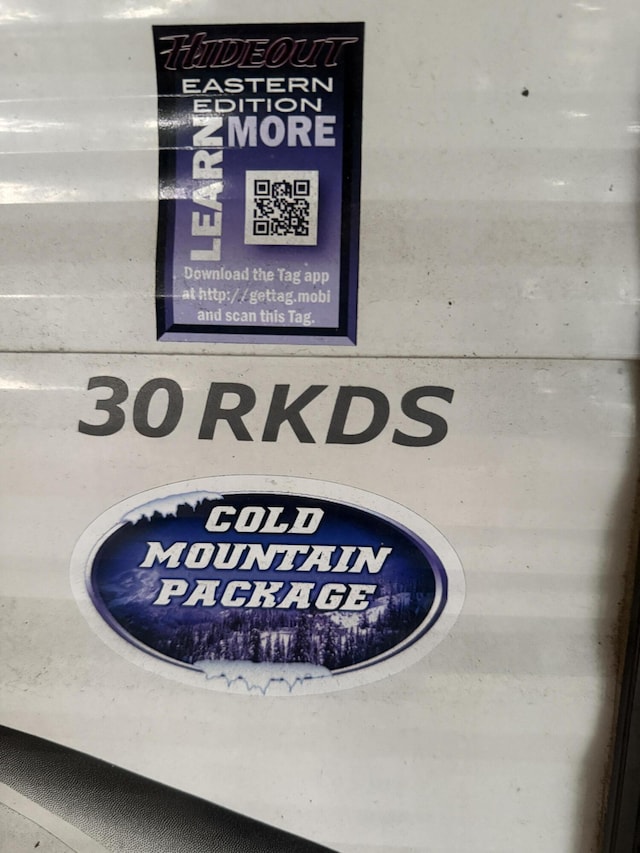 HIDEOUT
EASTERN
EDITION
LEARN
MORE
Download the Tag app
at http://gettag.mobi
and scan this Tag.
30 RKDS
COLD
MOUNTAIN
PACKAGE